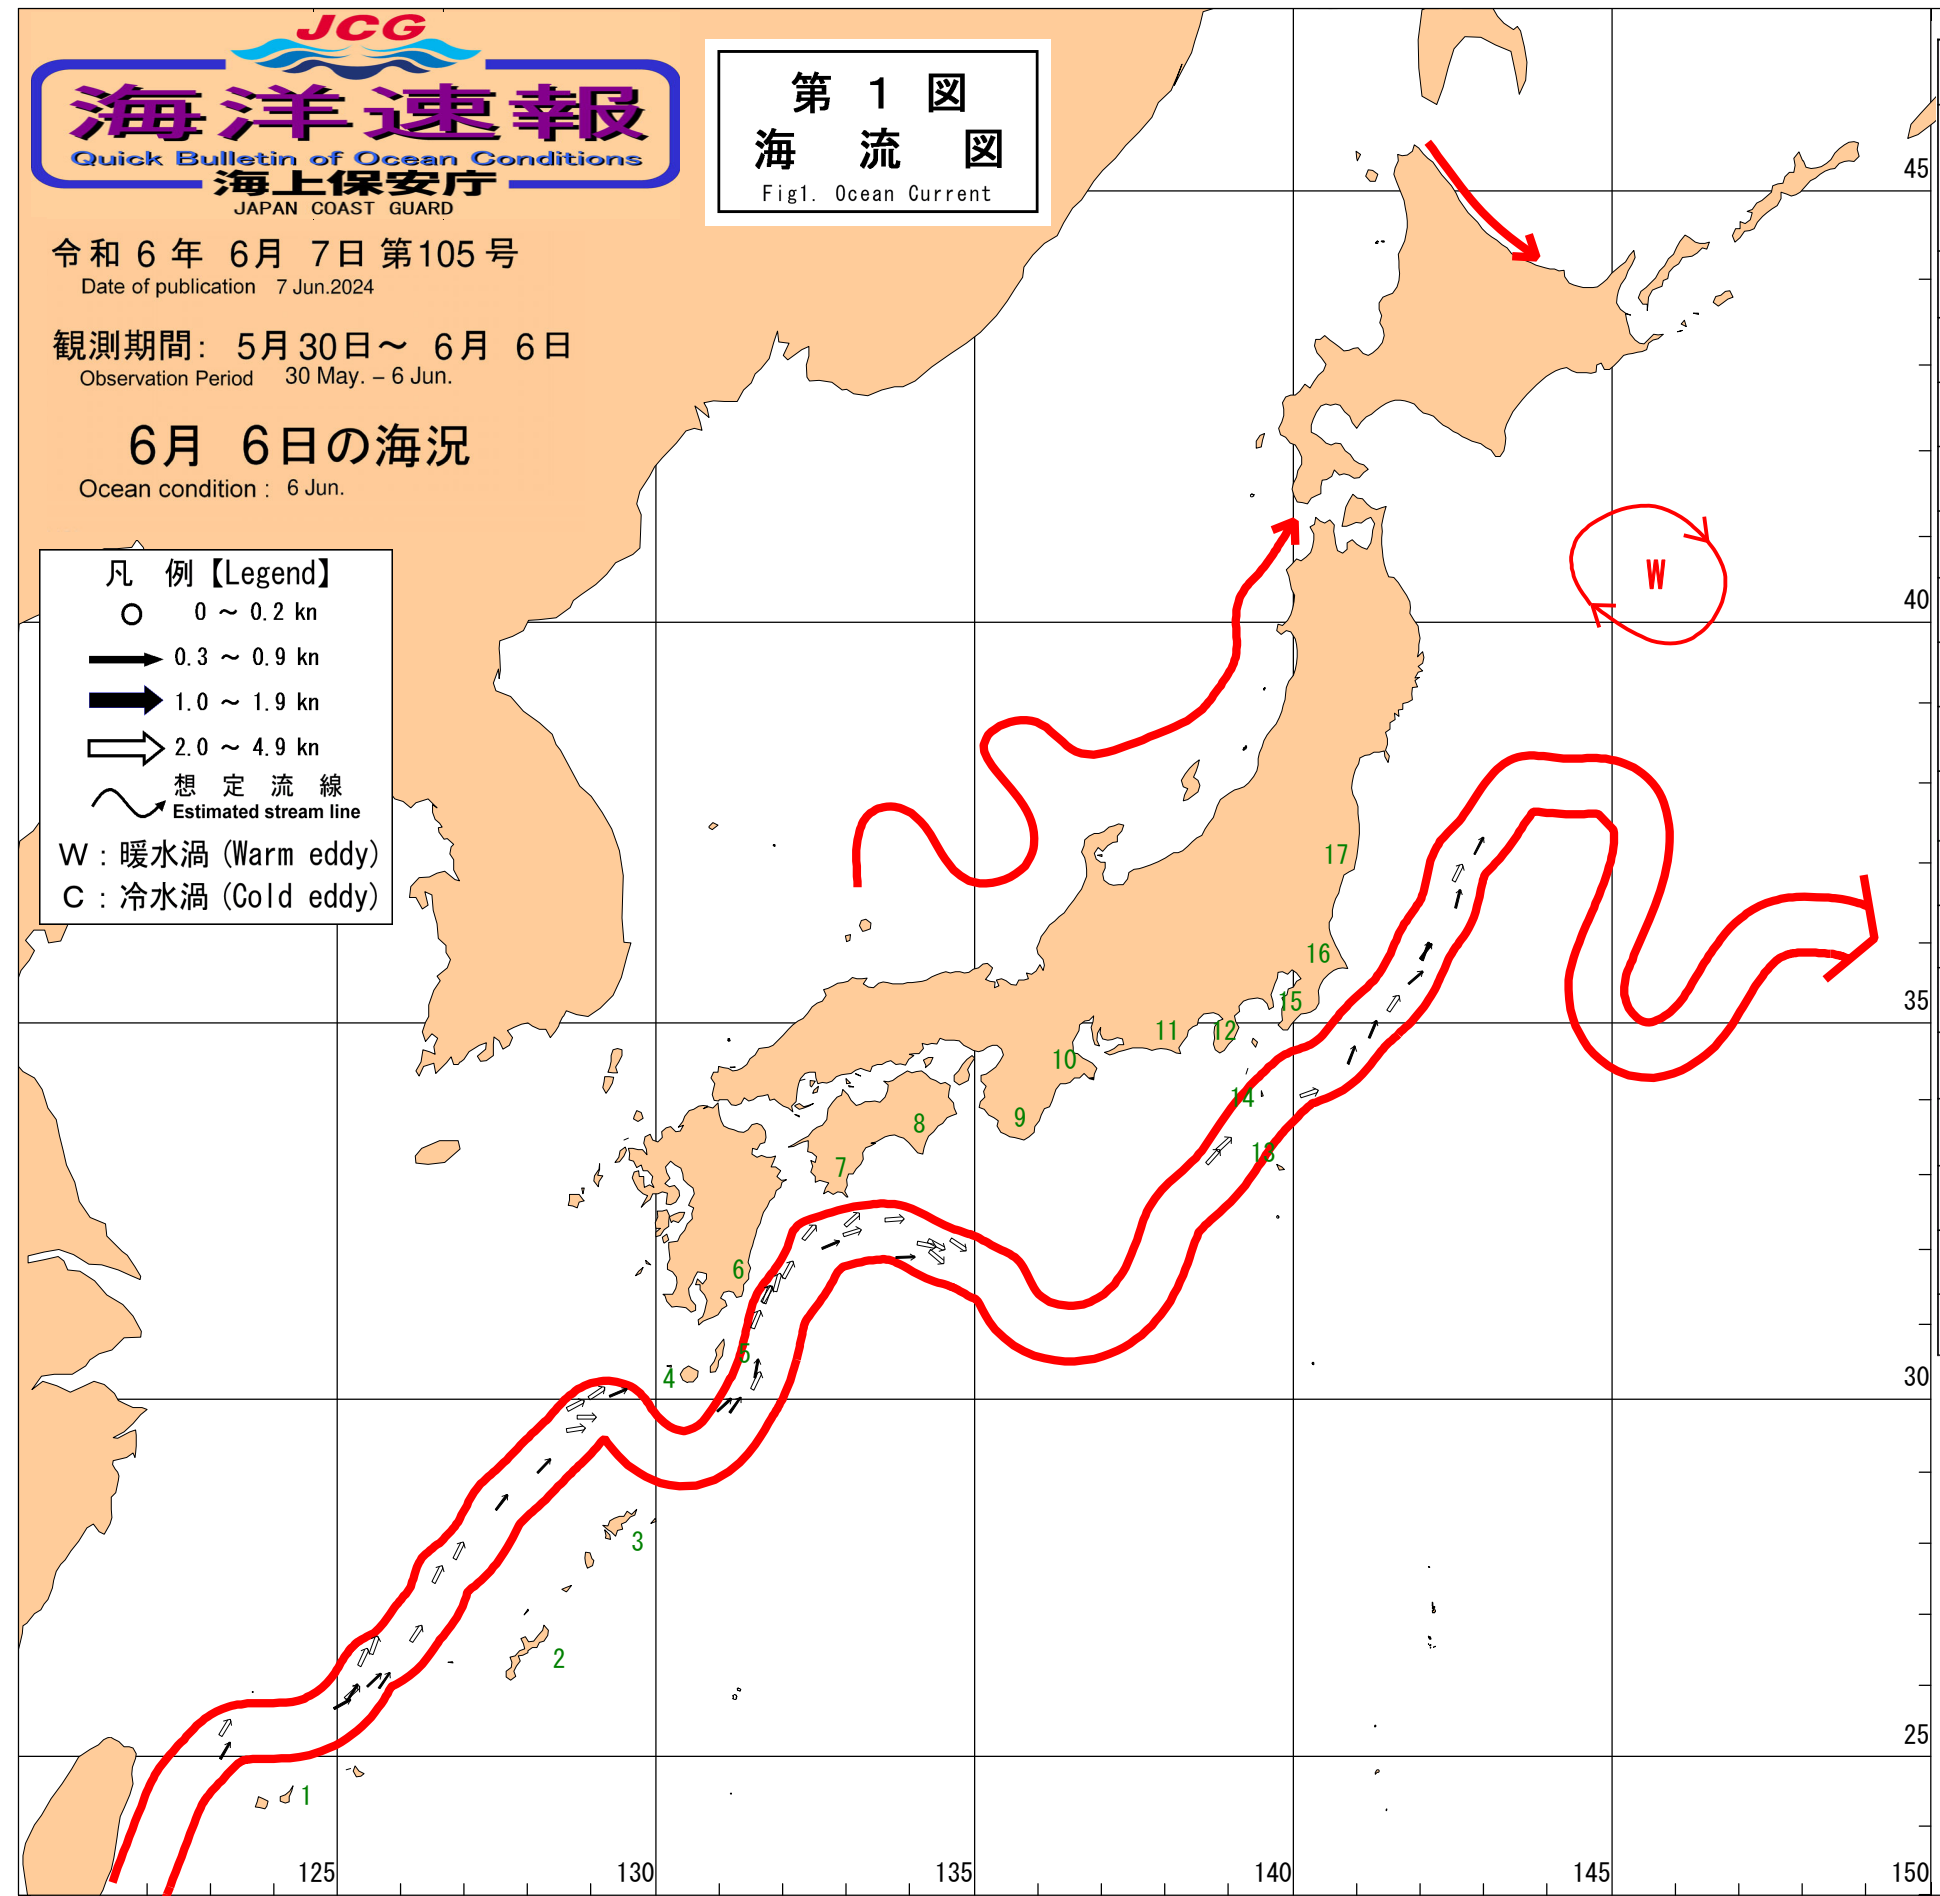 JCG
海洋速報
Quick Bulletin of Ocean Conditions
海上保安庁
JAPAN COAST GUARD
令和 6 年 6月 7日 第105号
Date of publication 7 Jun.2024
観測期間: 5月30日～ 6月 6日
Observation Period 30 May. – 6 Jun.
6月 6日の海況
Ocean condition : 6 Jun.
第 1 図
海 流 図
Fig1. Ocean Current
凡 例【Legend】
0 ～ 0.2 kn
0.3 ～ 0.9 kn
1.0 ～ 1.9 kn
2.0 ～ 4.9 kn
想 定 流 線
Estimated stream line
W : 暖水渦 (Warm eddy)
C : 冷水渦 (Cold eddy)
45
W
40
17
16
15
35
11
12
10
14
9
8
13
7
6
5
4
30
3
2
25
1
125
130
135
140
145
150